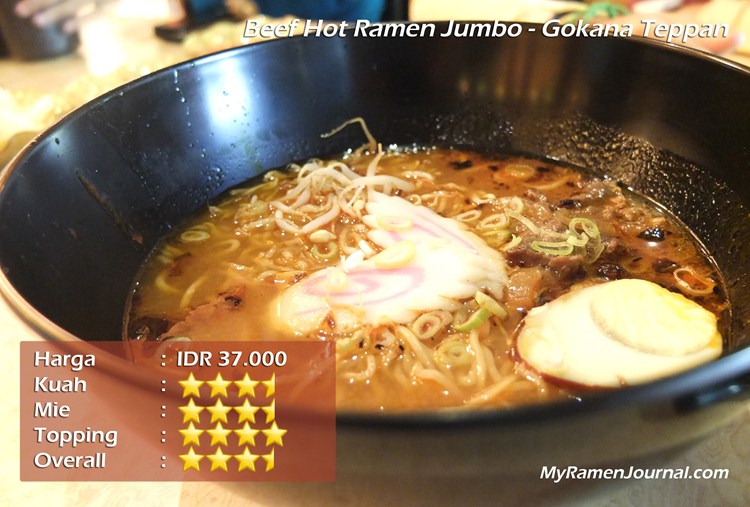 Beef Hot Ramen Jumbo - Gokana Teppan
Harga : IDR 37.000
Kuah :
Mie :
Topping :
Overall :
MyRamenJournal.com